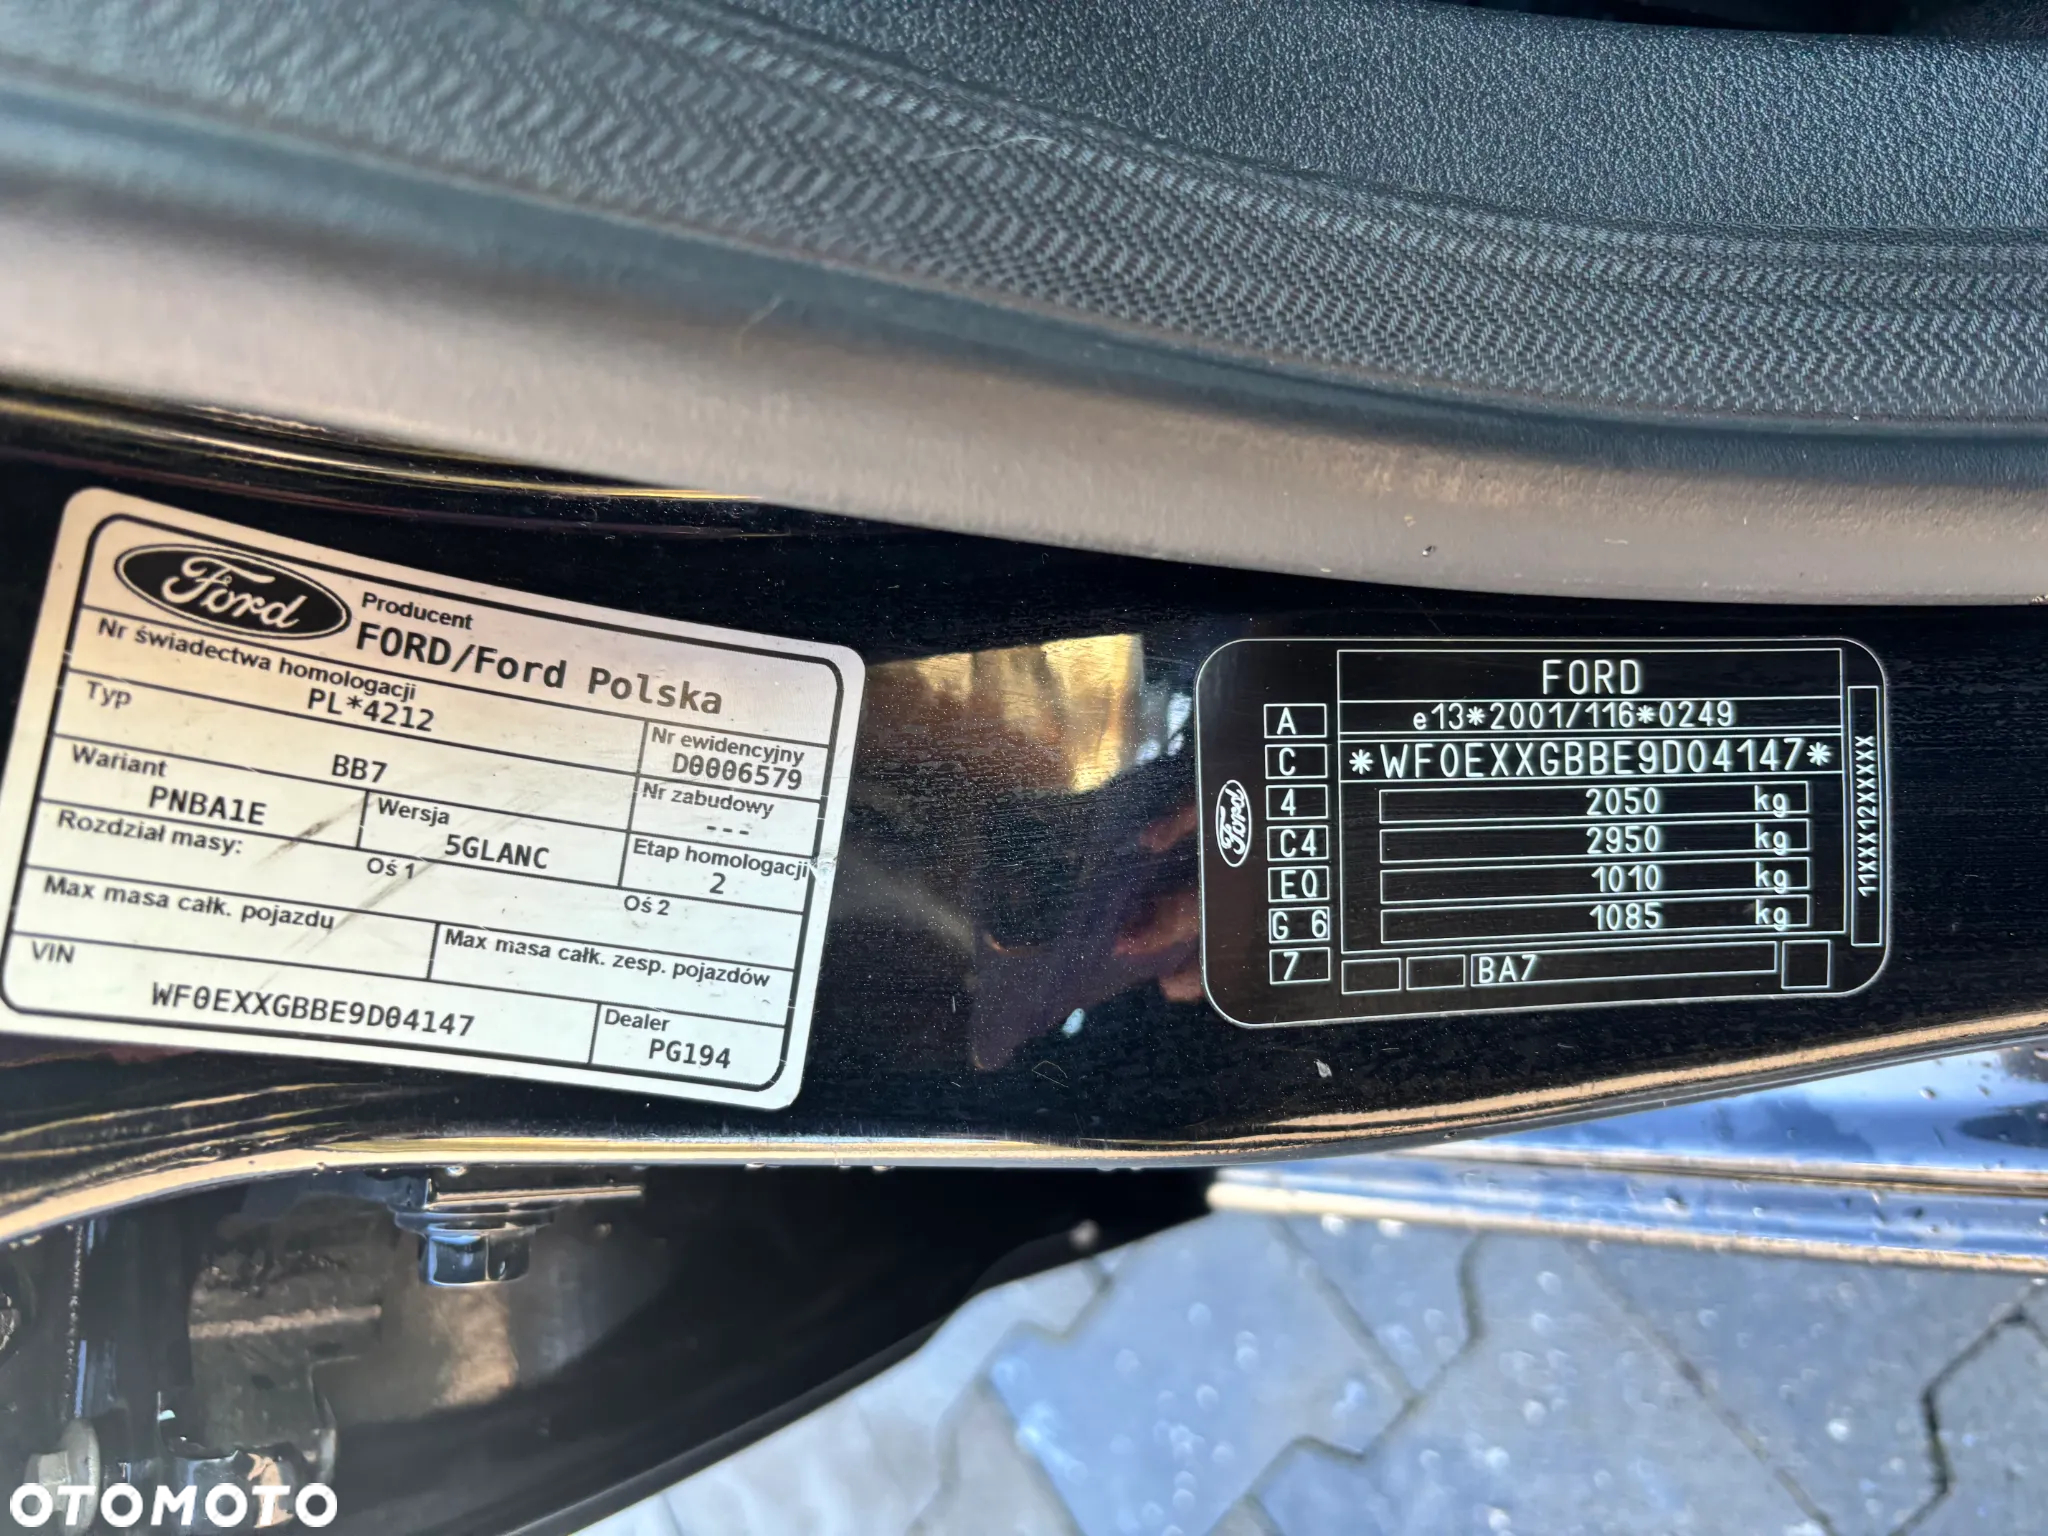 Ford
Producent
FORD/Ford Polska
Nr świadectwa homologacji
PL*4212
Nr ewidencyjny
D0006579
Typ
BB7
Nr zabudowy
---
Wariant
PNBA1E
Wersja
5GLANC
Etap homologacji
2
Rozdział masy:
Oś 1
Oś 2
Max masa całk. pojazdu
Max masa całk. zesp. pojazdów
VIN
WF0EXXGBBE9D04147
Dealer
PG194
Ford
FORD
A
e13*2001/116*0249
C
*WF0EXXGBBE9D04147*
4 2050 kg
C4 2950 kg
EQ 1010 kg
G 6 1085 kg
7 BA7
11XXX12XXXXX
OTOMOTO